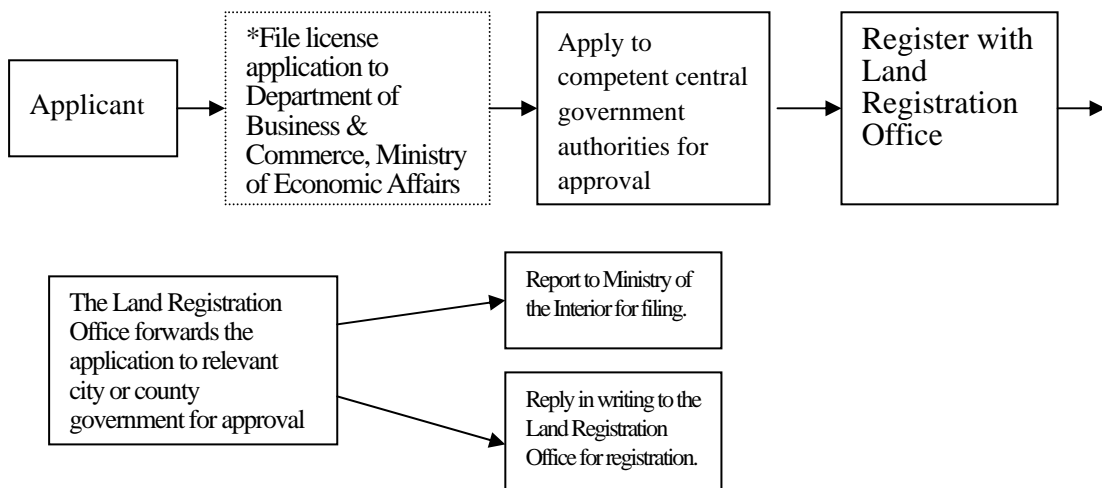 Applicant
*File license
application to
Department of
Business &
Commerce, Ministry
of Economic Affairs
Apply to
competent central
government
authorities for
approval
Register with
Land
Registration
Office
The Land Registration
Office forwards the
application to relevant
city or county
government for approval
Report to Ministry of
the Interior for filing.
Reply in writing to the
Land Registration
Office for registration.